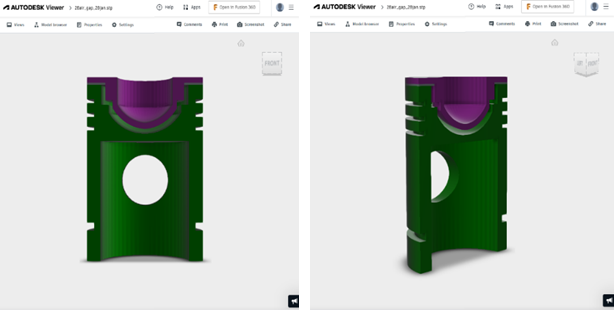 AUTODESK Viewer
Help
Apps
Open in Fusion 360
Views
Model browser
Properties
Settings
Comments
Print
Screenshot
Share
FRONT
AUTODESK Viewer
Help
Apps
Open in Fusion 360
Views
Model browser
Properties
Settings
Comments
Print
Screenshot
Share